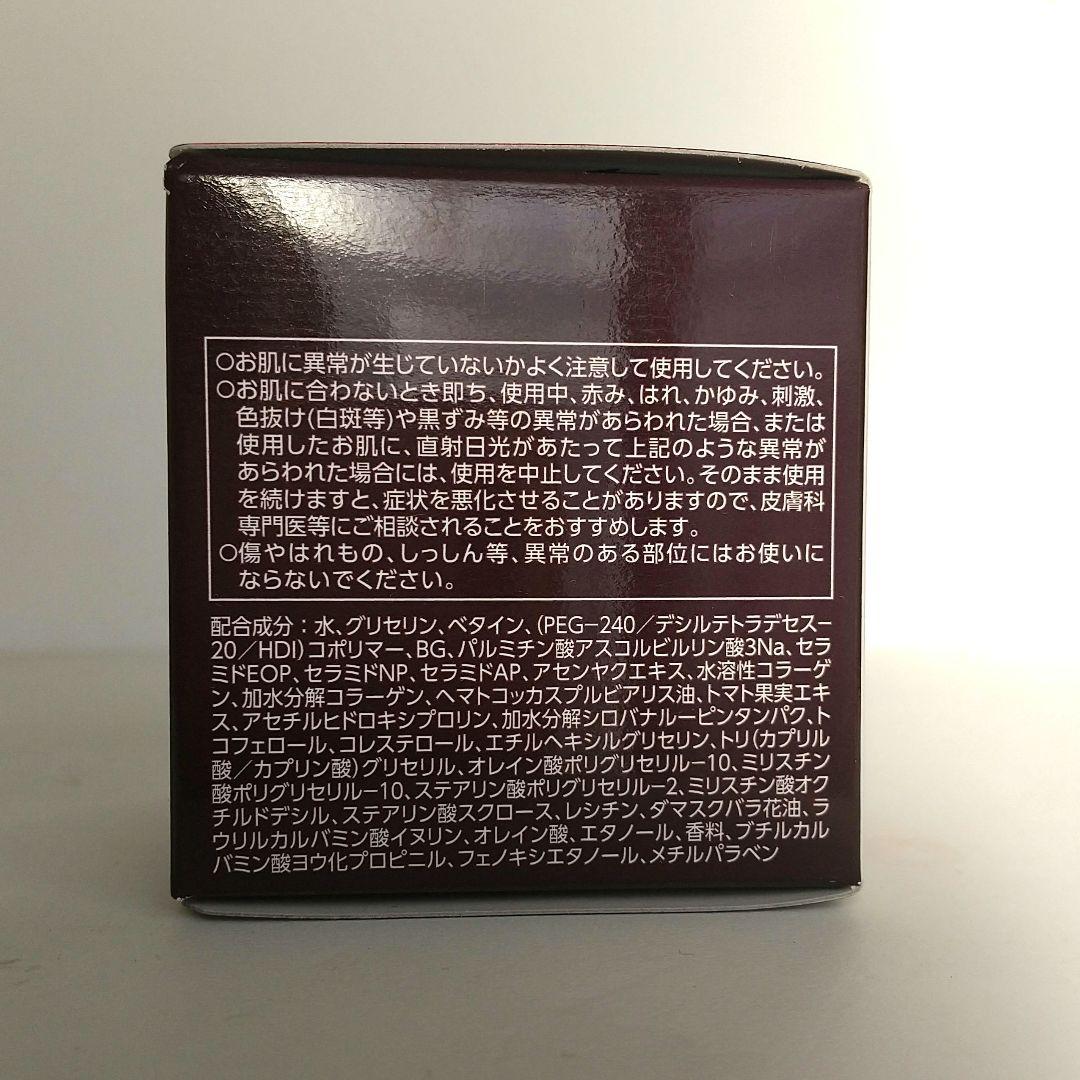 ○お肌に異常が生じていないかよく注意して使用してください。
○お肌に合わないとき即ち、使用中、赤み、はれ、かゆみ、刺激、
色抜け(白斑等)や黒ずみ等の異常があらわれた場合、または
使用したお肌に、直射日光があたって上記のような異常が
あらわれた場合には、使用を中止してください。そのまま使用
を続けますと、症状を悪化させることがありますので、皮膚科
専門医等にご相談されることをおすすめします。
○傷やはれもの、しっしん等、異常のある部位にはお使いに
ならないでください。
配合成分：水、グリセリン、ベタイン、(PEG−240／デシルテトラデセス−
20／HDI)コポリマー、BG、パルミチン酸アスコルビルリン酸3Na、セラ
ミドEOP、セラミドNP、セラミドAP、アセンヤクエキス、水溶性コラーゲ
ン、加水分解コラーゲン、ヘマトコッカスプルビアリス油、トマト果実エキ
ス、アセチルヒドロキシプロリン、加水分解シロバナルーピンタンパク、ト
コフェロール、コレステロール、エチルヘキシルグリセリン、トリ(カプリル
酸／カプリン酸)グリセリル、オレイン酸ポリグリセリル−10、ミリスチン
酸ポリグリセリル−10、ステアリン酸ポリグリセリル−2、ミリスチン酸オク
チルドデシル、ステアリン酸スクロース、レシチン、ダマスクバラ花油、ラ
ウリルカルバミン酸イヌリン、オレイン酸、エタノール、香料、ブチルカル
バミン酸ヨウ化プロピニル、フェノキシエタノール、メチルパラベン